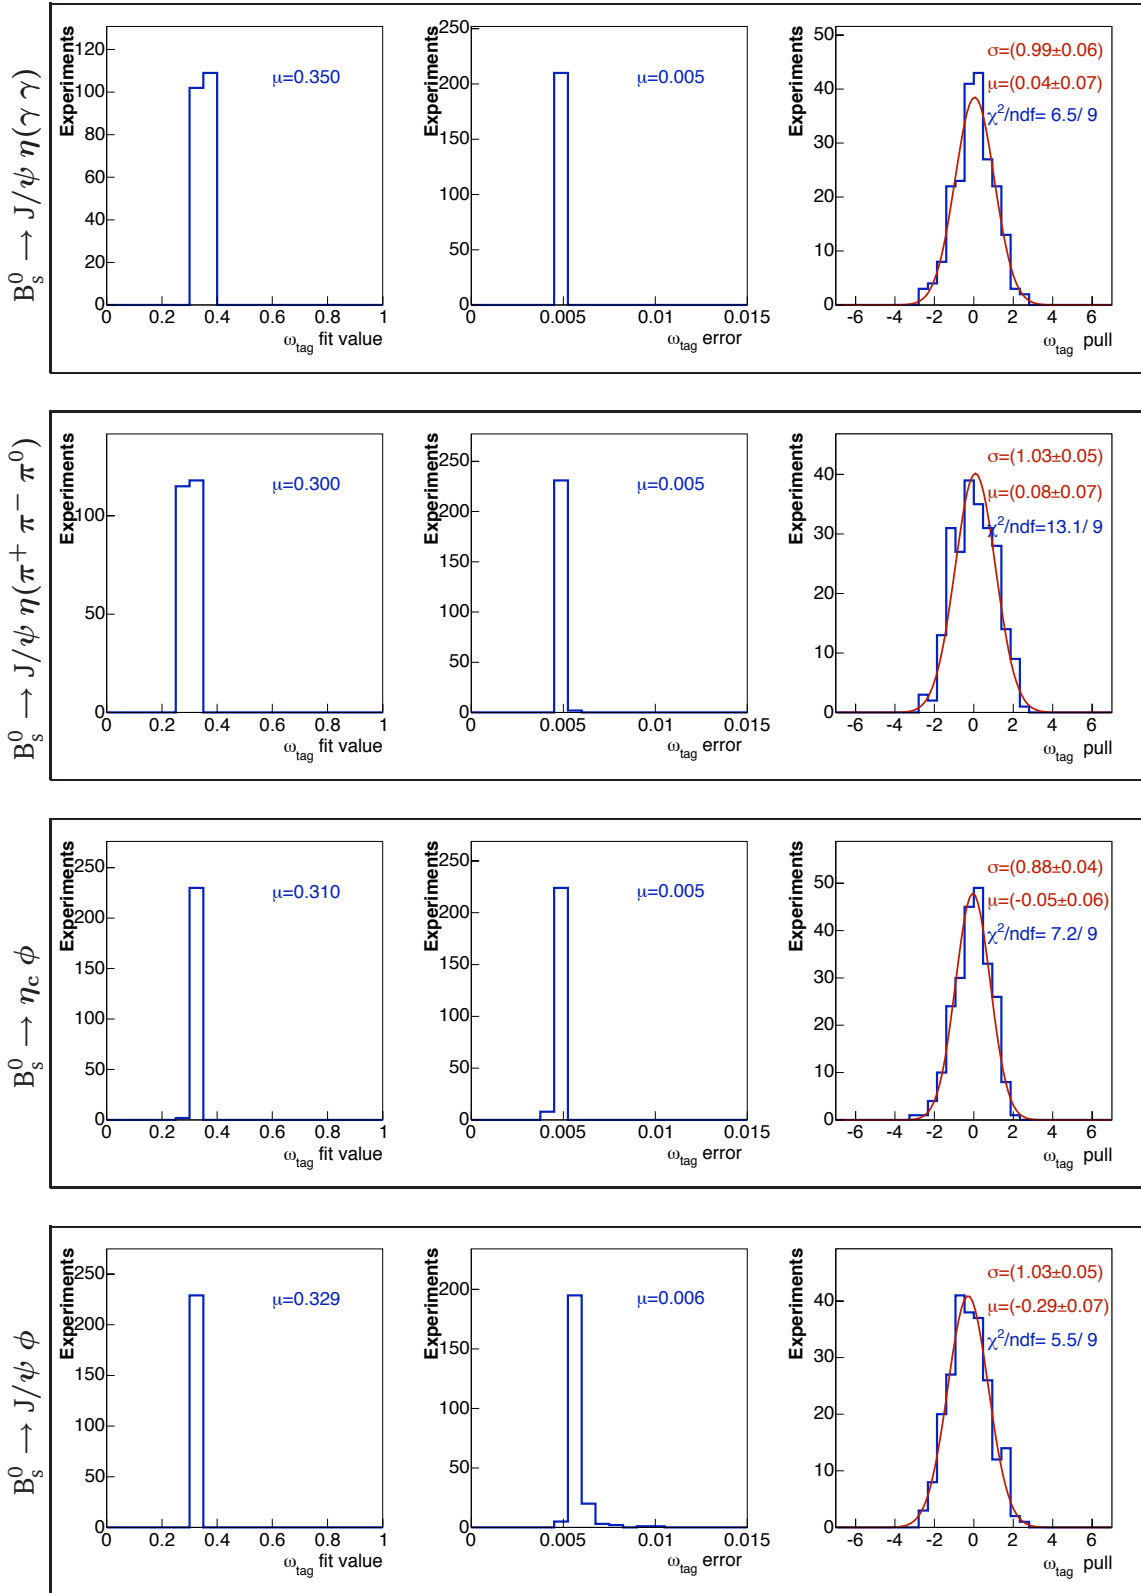 B⁰ₛ → J/ψ η(γ γ)
Experiments
120
100
80
60
40
20
0
μ=0.350
0 0.2 0.4 0.6 0.8 1
ω_tag fit value
Experiments
250
200
150
100
50
0
μ=0.005
0 0.005 0.01 0.015
ω_tag error
Experiments
50
40
30
20
10
0
σ=(0.99±0.06)
μ=(0.04±0.07)
χ²/ndf= 6.5/ 9
-6 -4 -2 0 2 4 6
ω_tag pull
B⁰ₛ → J/ψ η(π⁺ π⁻ π⁰)
Experiments
100
50
0
μ=0.300
0 0.2 0.4 0.6 0.8 1
ω_tag fit value
Experiments
250
200
150
100
50
0
μ=0.005
0 0.005 0.01 0.015
ω_tag error
Experiments
40
30
20
10
0
σ=(1.03±0.05)
μ=(0.08±0.07)
χ²/ndf=13.1/ 9
-6 -4 -2 0 2 4 6
ω_tag pull
B⁰ₛ → η_c φ
Experiments
250
200
150
100
50
0
μ=0.310
0 0.2 0.4 0.6 0.8 1
ω_tag fit value
Experiments
250
200
150
100
50
0
μ=0.005
0 0.005 0.01 0.015
ω_tag error
Experiments
50
40
30
20
10
0
σ=(0.88±0.04)
μ=(-0.05±0.06)
χ²/ndf= 7.2/ 9
-6 -4 -2 0 2 4 6
ω_tag pull
B⁰ₛ → J/ψ φ
Experiments
250
200
150
100
50
0
μ=0.329
0 0.2 0.4 0.6 0.8 1
ω_tag fit value
Experiments
200
150
100
50
0
μ=0.006
0 0.005 0.01 0.015
ω_tag error
Experiments
40
30
20
10
0
σ=(1.03±0.05)
μ=(-0.29±0.07)
χ²/ndf= 5.5/ 9
-6 -4 -2 0 2 4 6
ω_tag pull